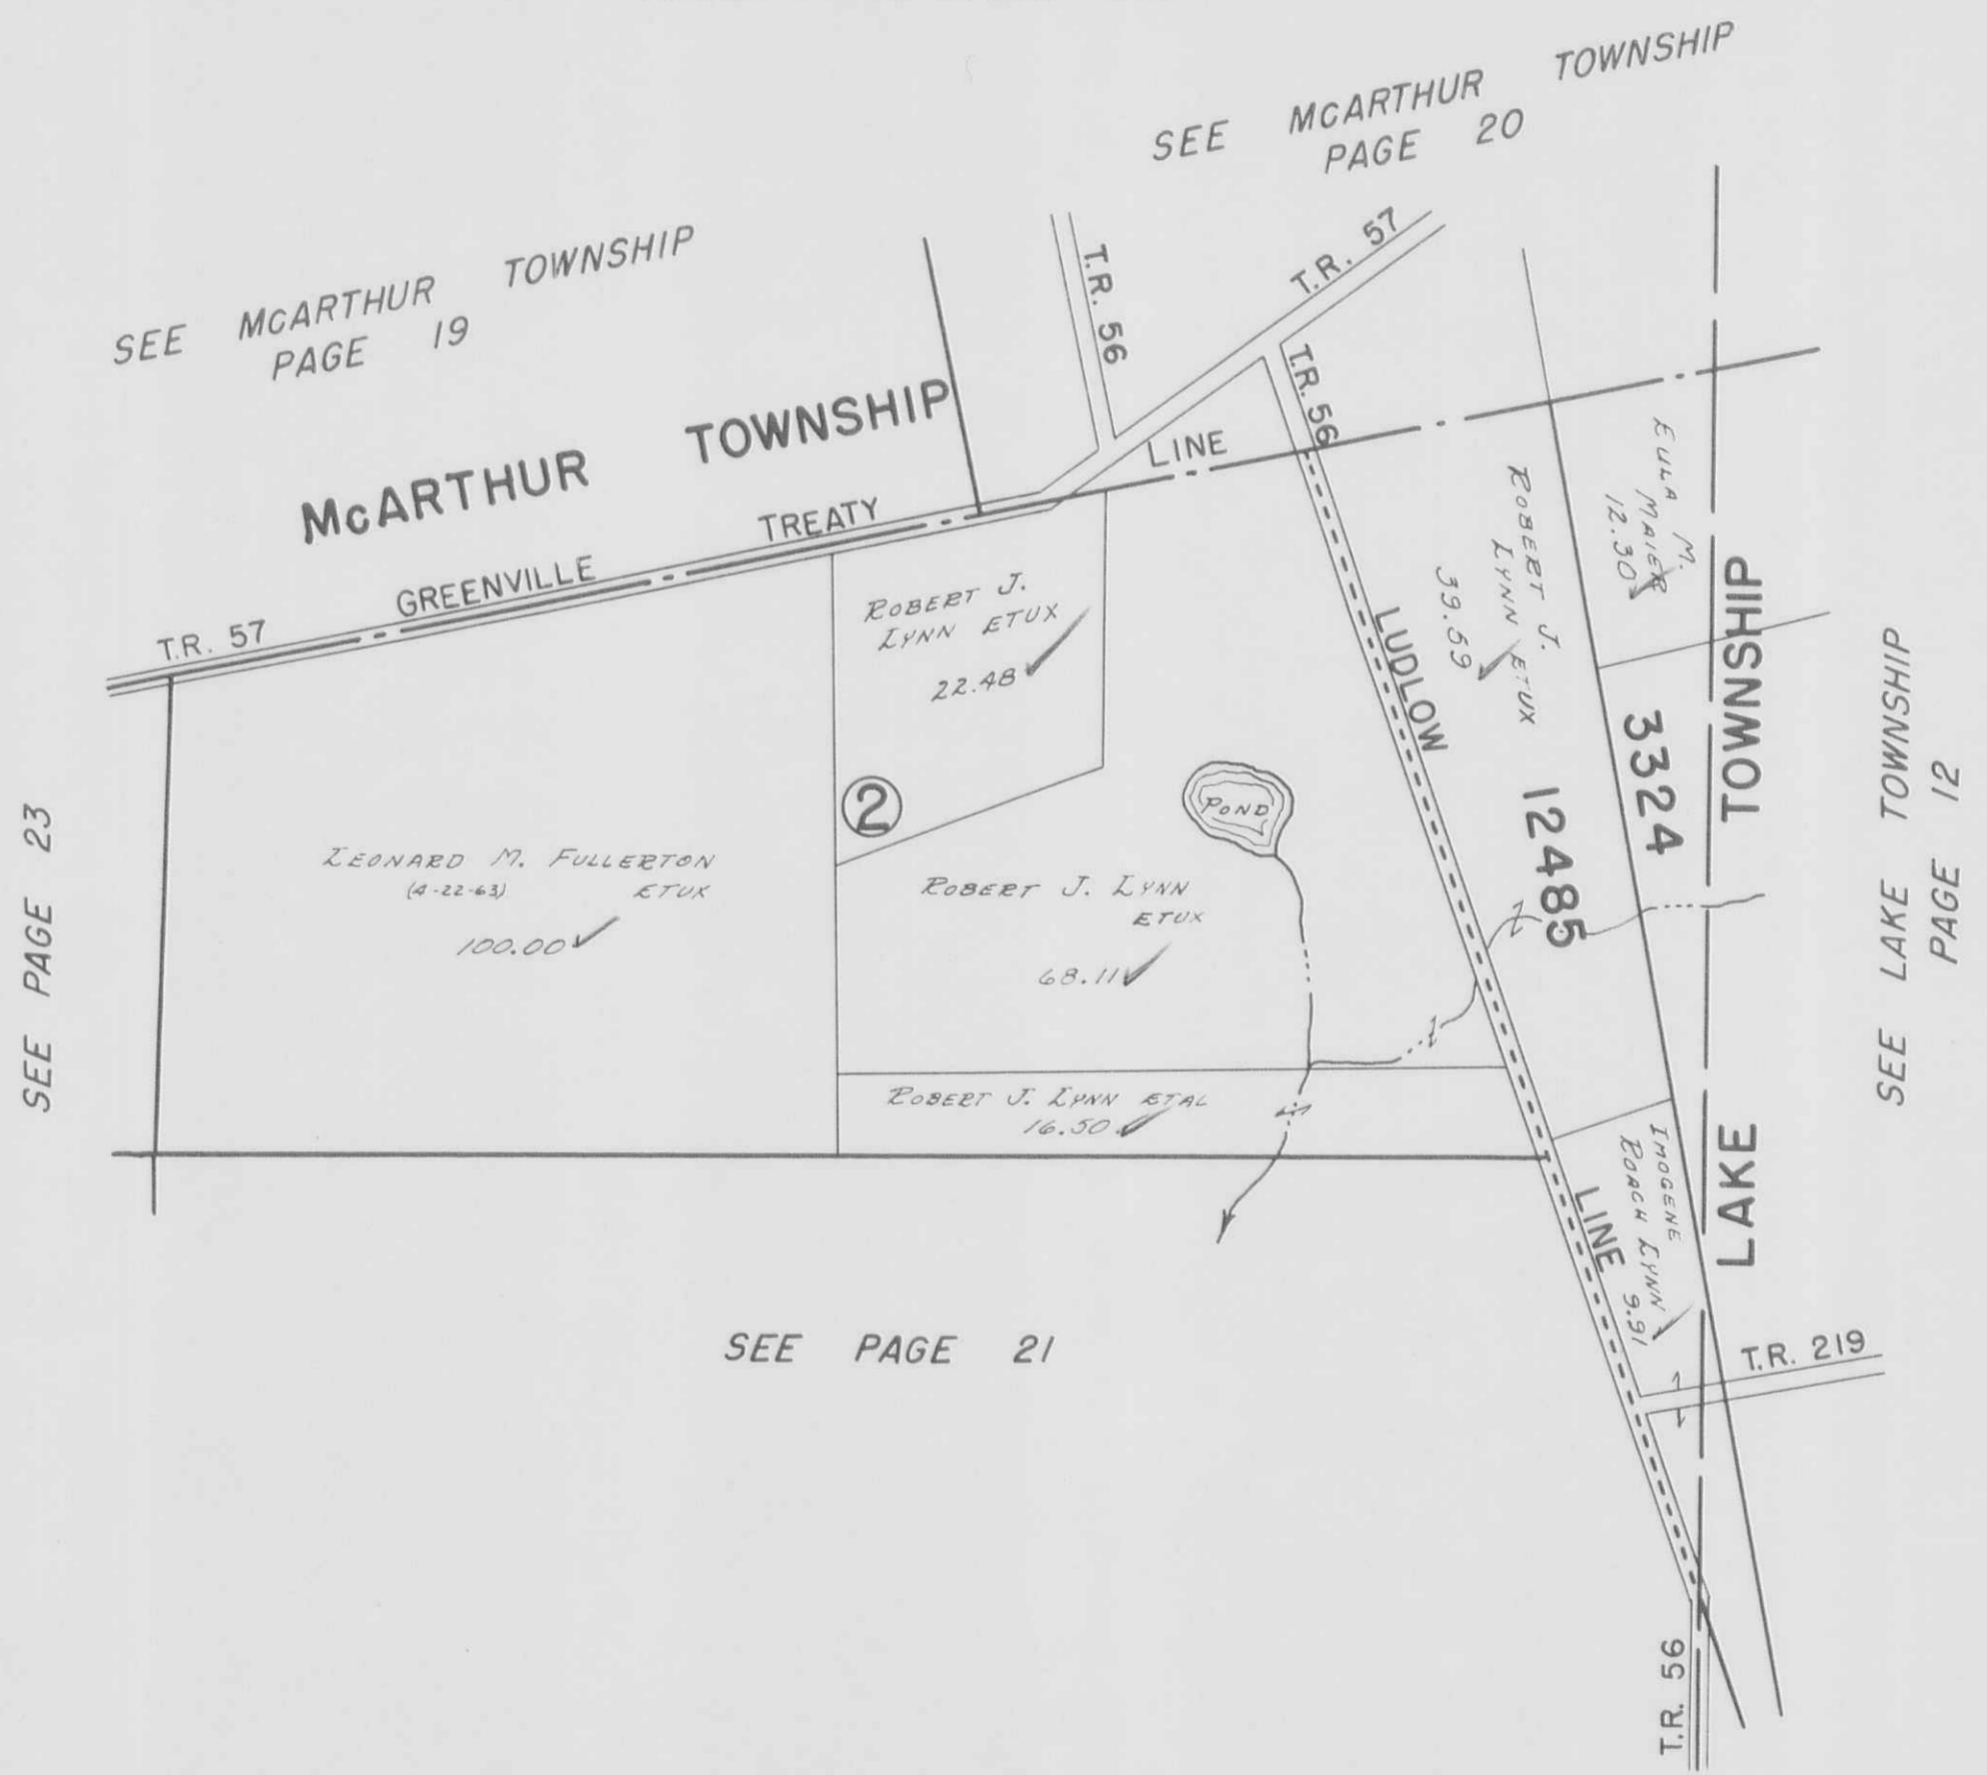 SEE McARTHUR TOWNSHIP
PAGE 20
SEE McARTHUR TOWNSHIP
PAGE 19
McARTHUR TOWNSHIP
T.R. 56
T.R. 57
T.R. 56
T.R. 57
GREENVILLE TREATY LINE
EULA M.
MAIER
12.30
ROBERT J.
LYNN ETUX
39.59
ROBERT J.
LYNN ETUX
22.48
2
LUDLOW LINE
12485
3324
LAKE TOWNSHIP
SEE LAKE TOWNSHIP
PAGE 12
SEE PAGE 23
POND
LEONARD M. FULLERTON
(4-22-63) ETUX
100.00
ROBERT J. LYNN
ETUX
68.11
ROBERT J. LYNN ETAL
16.50
IMOGENE
ROACH LYNN
9.91
SEE PAGE 21
T.R. 219
T.R. 56